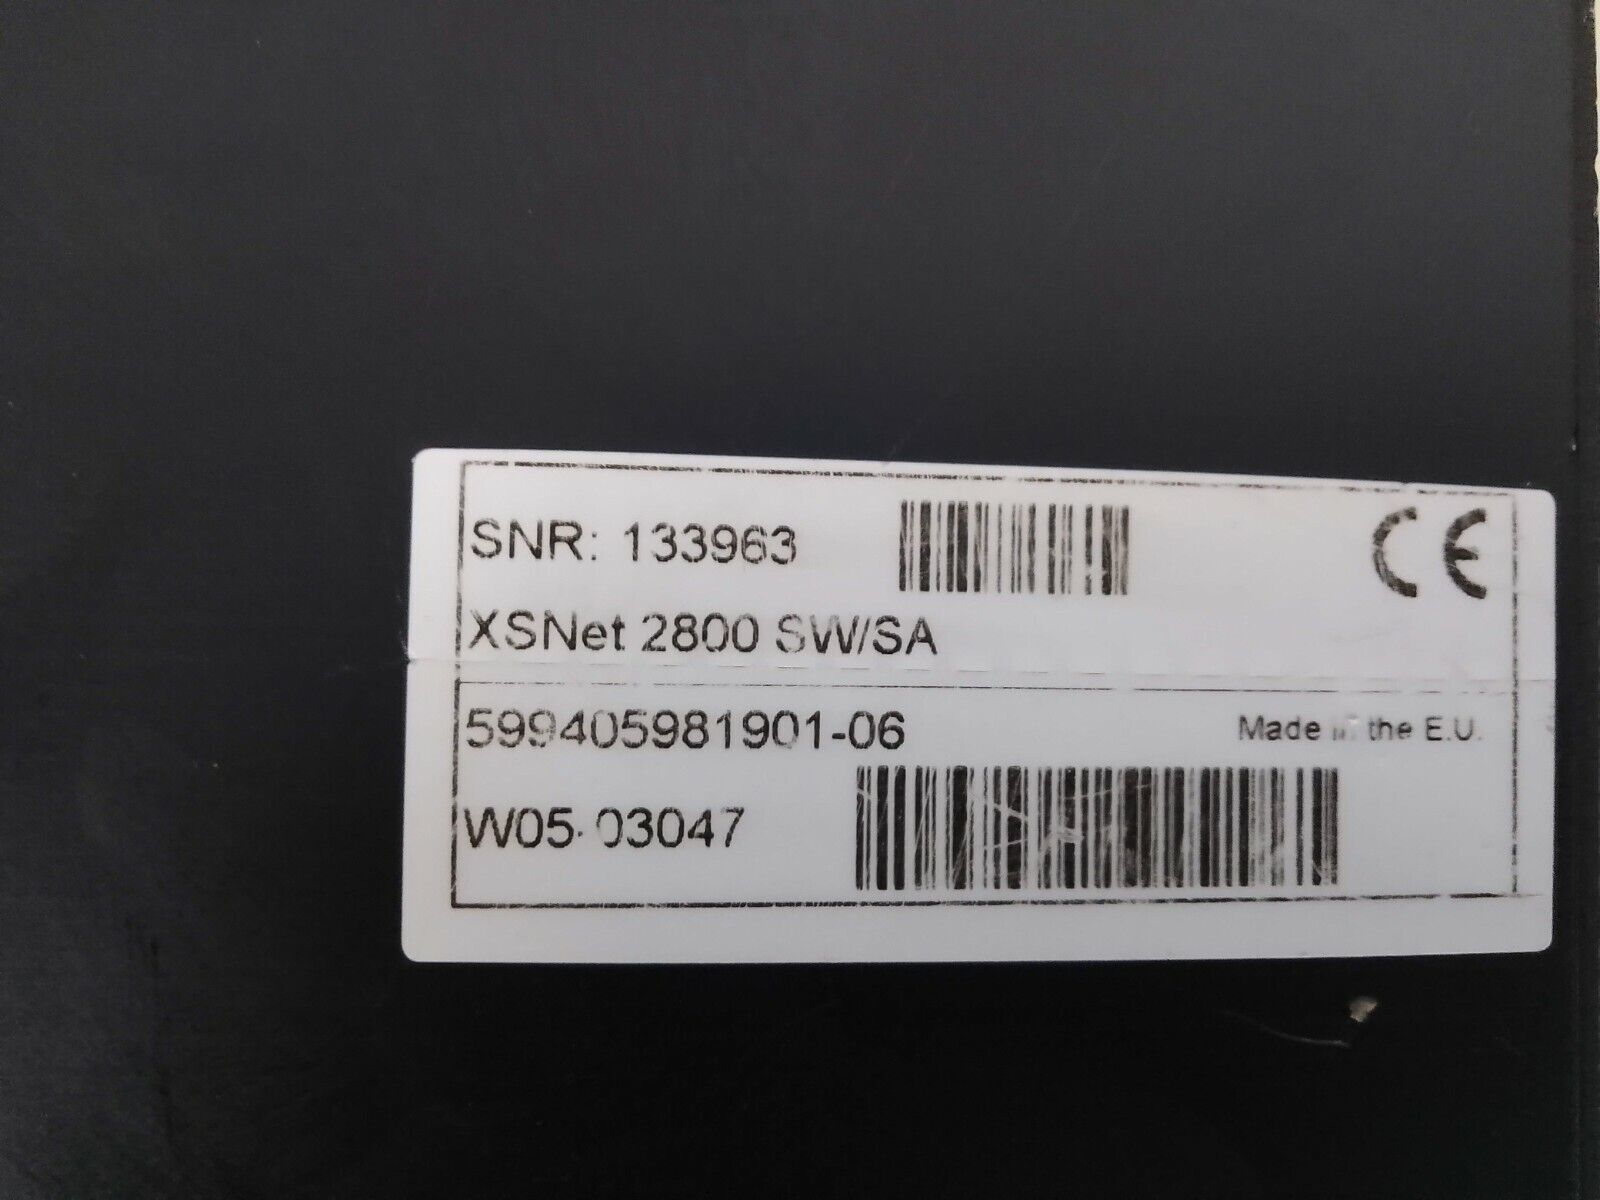 SNR: 133963
CE
XSNet 2800 SW/SA
599405981901-06
Made in the E.U.
W05-03047